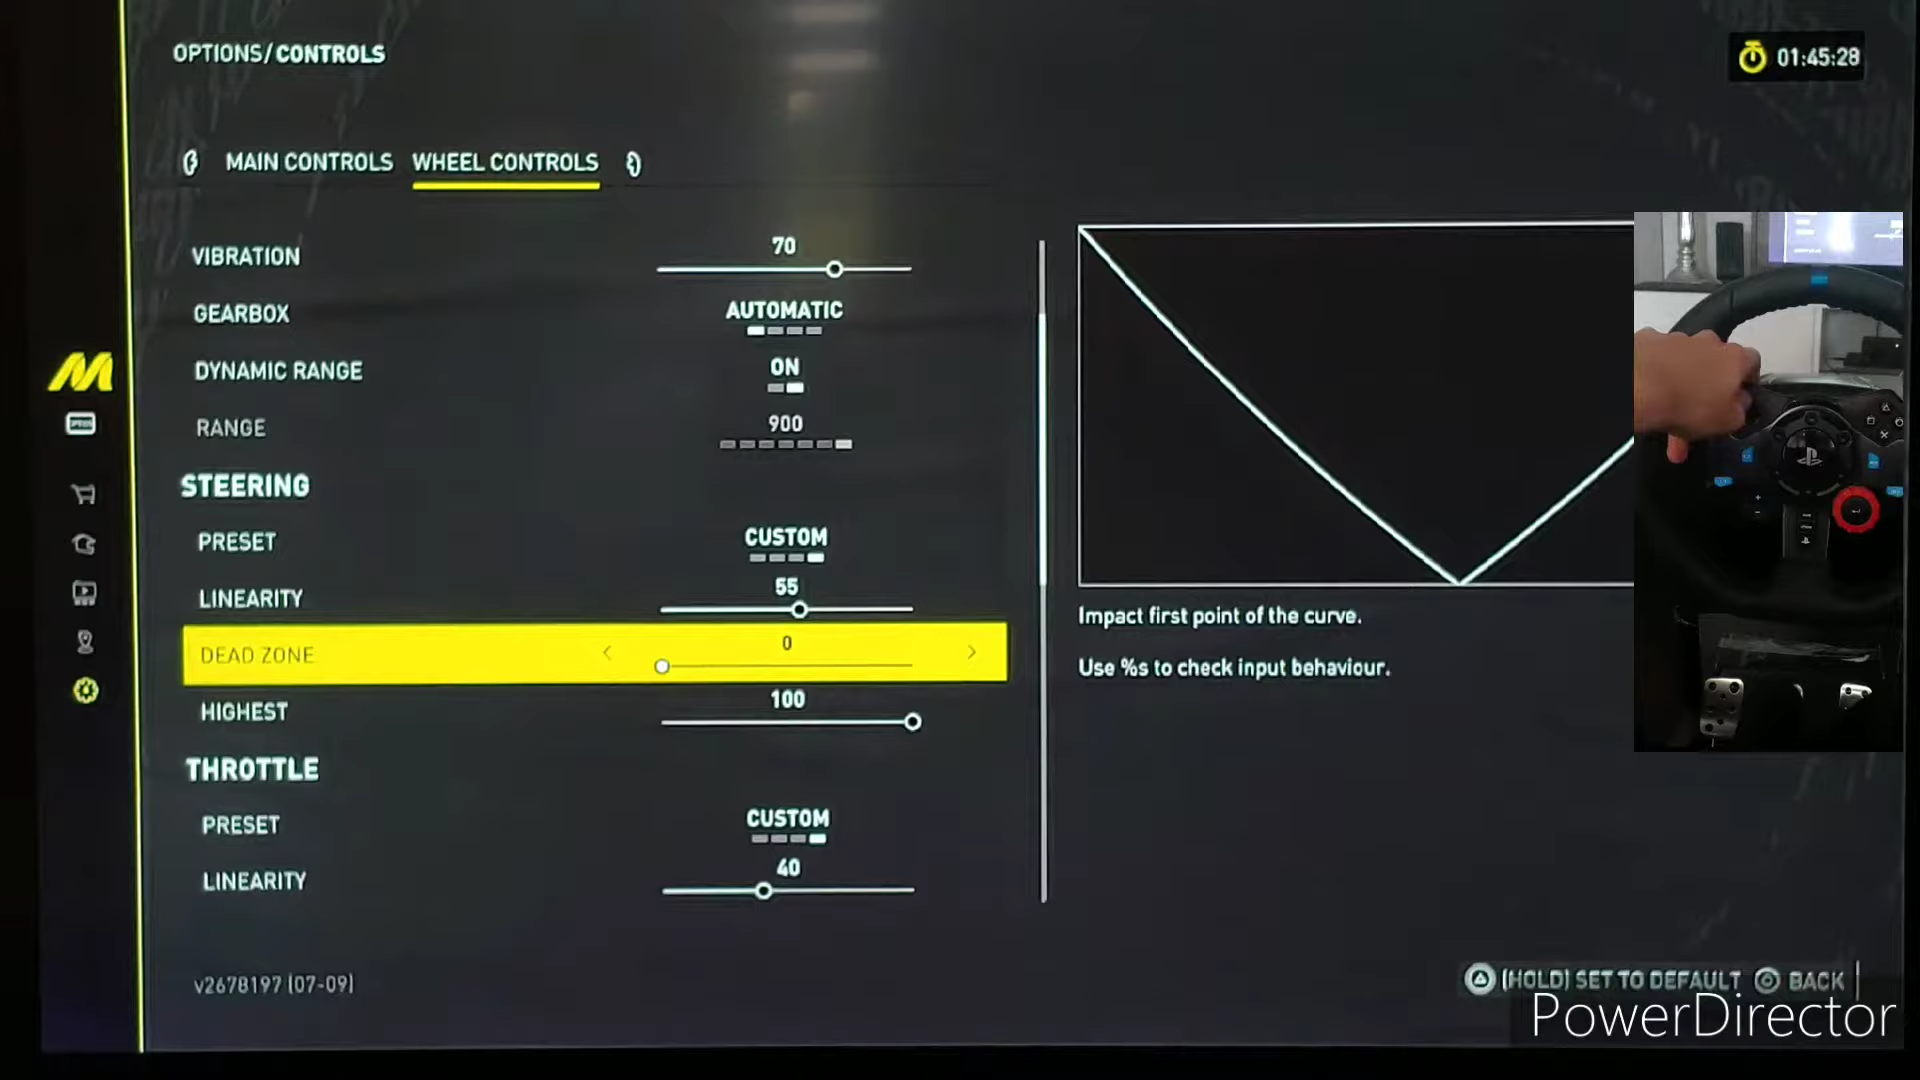 OPTIONS/CONTROLS
01:45:28
MAIN CONTROLS WHEEL CONTROLS
VIBRATION 70
GEARBOX AUTOMATIC
DYNAMIC RANGE ON
RANGE 900
STEERING
PRESET CUSTOM
LINEARITY 55
DEAD ZONE 0
HIGHEST 100
THROTTLE
PRESET CUSTOM
LINEARITY 40
Impact first point of the curve.
Use %s to check input behaviour.
v2678197 (07-09)
(HOLD) SET TO DEFAULT BACK
PowerDirector